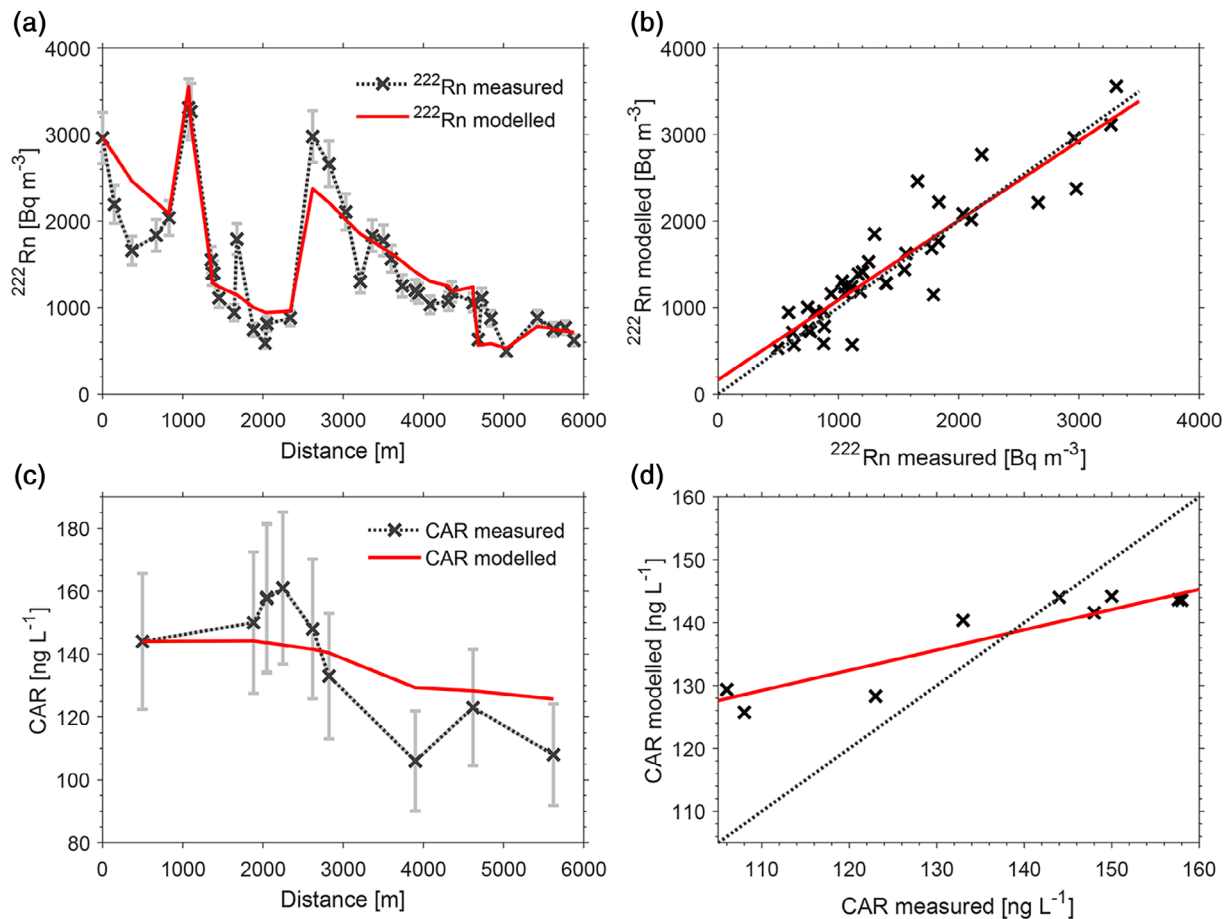 (a)
4000
3000
2000
1000
0
²²²Rn [Bq m⁻³]
²²²Rn measured
²²²Rn modelled
0 1000 2000 3000 4000 5000 6000
Distance [m]
(b)
4000
3000
2000
1000
0
²²²Rn modelled [Bq m⁻³]
0 1000 2000 3000 4000
²²²Rn measured [Bq m⁻³]
(c)
180
160
140
120
100
80
CAR [ng L⁻¹]
CAR measured
CAR modelled
0 1000 2000 3000 4000 5000 6000
Distance [m]
(d)
160
150
140
130
120
110
CAR modelled [ng L⁻¹]
110 120 130 140 150 160
CAR measured [ng L⁻¹]